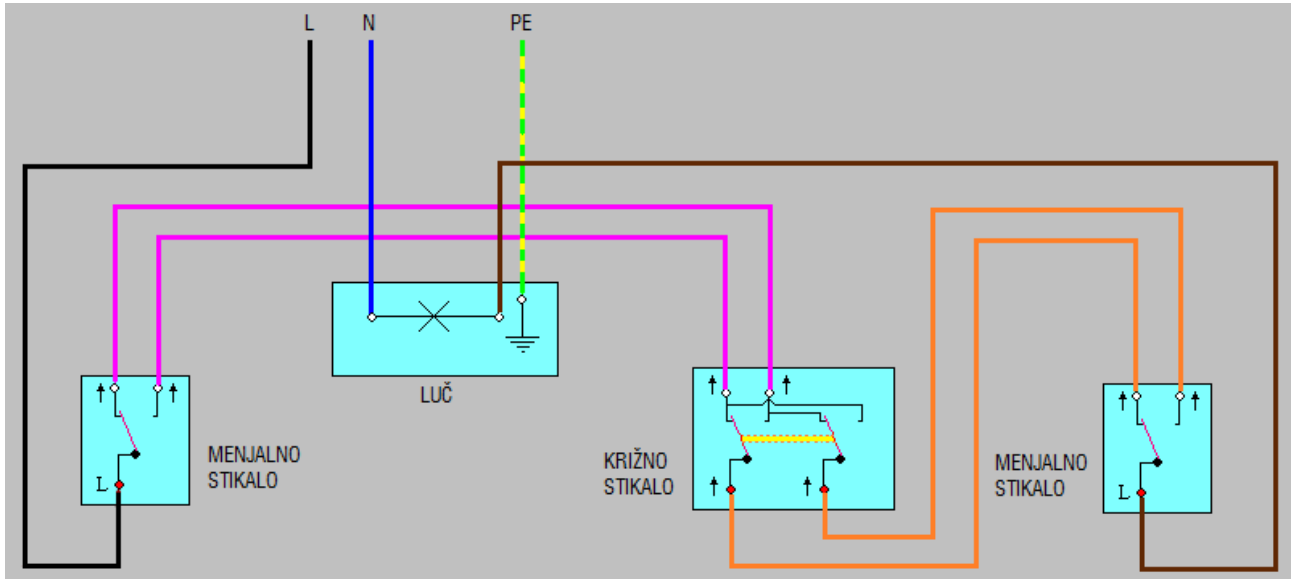 L N PE
LUČ
MENJALNO
STIKALO
L
KRIŽNO
STIKALO
MENJALNO
STIKALO
L